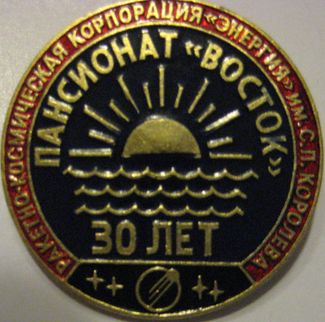 РАКЕТНО-КОСМИЧЕСКАЯ КОРПОРАЦИЯ «ЭНЕРГИЯ» ИМ. С. П. КОРОЛЕВА
ПАНСИОНАТ «ВОСТОК»
30 ЛЕТ